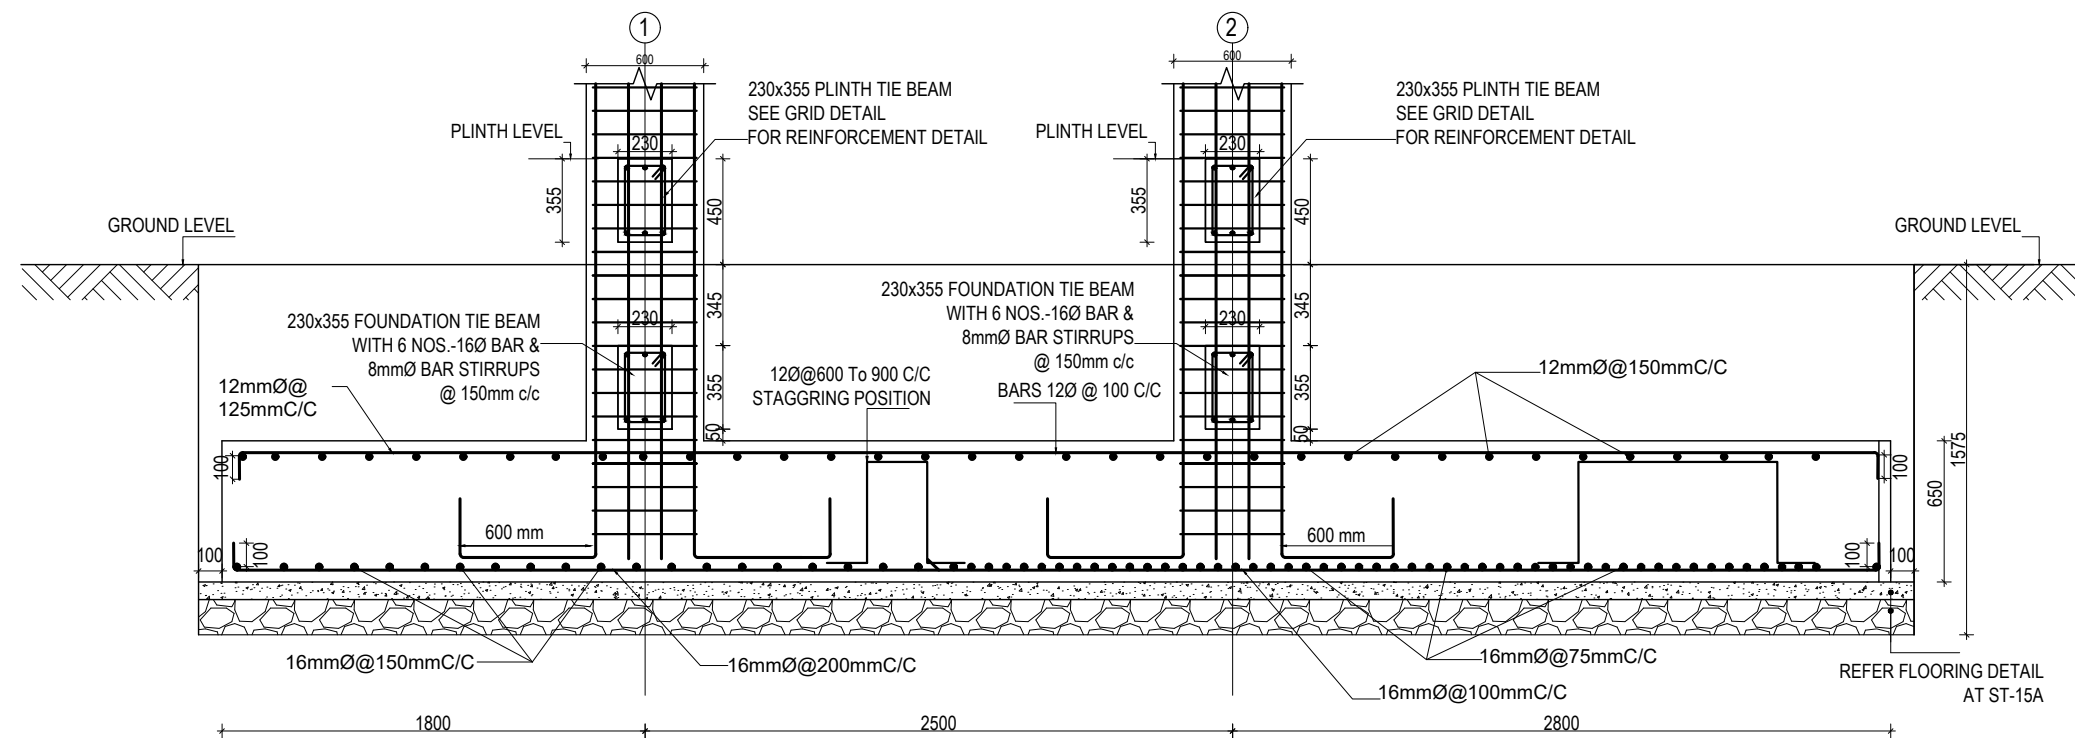 1
2
600
600
230x355 PLINTH TIE BEAM
SEE GRID DETAIL
FOR REINFORCEMENT DETAIL
230x355 PLINTH TIE BEAM
SEE GRID DETAIL
FOR REINFORCEMENT DETAIL
PLINTH LEVEL
PLINTH LEVEL
230
230
355
450
355
450
GROUND LEVEL
GROUND LEVEL
230x355 FOUNDATION TIE BEAM
WITH 6 NOS.-16Ø BAR &
8mmØ BAR STIRRUPS
@ 150mm c/c
230x355 FOUNDATION TIE BEAM
WITH 6 NOS.-16Ø BAR &
8mmØ BAR STIRRUPS
@ 150mm c/c
230
230
345
345
355
355
50
50
12mmØ@
125mmC/C
12Ø@600 To 900 C/C
STAGGRING POSITION
BARS 12Ø @ 100 C/C
12mmØ@150mmC/C
100
100
1575
650
600 mm
600 mm
100
100
100
100
16mmØ@150mmC/C
16mmØ@200mmC/C
16mmØ@75mmC/C
16mmØ@100mmC/C
REFER FLOORING DETAIL
AT ST-15A
1800
2500
2800